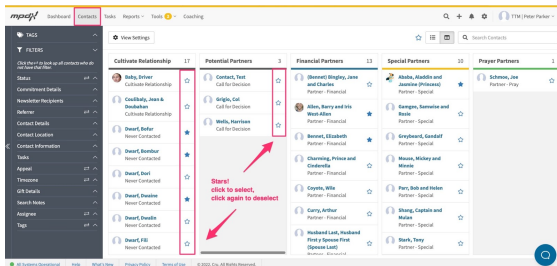 mpdx
Dashboard Contacts Tasks Reports Tools Coaching
TTM | Peter Parker
TAGS
View Settings
Search Contacts
FILTERS
Click the ⇄ to look up all contacts who do
not have that filter.
Status
Commitment Details
Newsletter Recipients
Referrer
Contact Details
Contact Location
Contact Information
Tasks
Appeal
Timezone
Gift Details
Search Notes
Assignee
Tags
Cultivate Relationship 17
Baby, Driver
Cultivate Relationship
Coulibaly, Jean &
Doubahan
Cultivate Relationship
Dwarf, Bofur
Never Contacted
Dwarf, Bombur
Never Contacted
Dwarf, Dori
Never Contacted
Dwarf, Dwaine
Never Contacted
Dwarf, Dwalin
Never Contacted
Dwarf, Fili
Never Contacted
Potential Partners 3
Contact, Test
Call for Decision
Grigio, Col
Call for Decision
Wells, Harrison
Call for Decision
Stars!
click to select,
click again to deselect
Financial Partners 13
(Bennet) Bingley, Jane
and Charles
Partner - Financial
Allen, Barry and Iris
West-Allen
Partner - Financial
Bennet, Elizabeth
Partner - Financial
Charming, Prince and
Cinderella
Partner - Financial
Coyote, Wile
Partner - Financial
Curry, Arthur
Partner - Financial
Husband Last, Husband
First y Spouse First
(Spouse Last)
Partner - Financial
Special Partners 10
Ababa, Aladdin and
Jasmine (Princess)
Partner - Special
Gamgee, Samwise and
Rosie
Partner - Special
Greybeard, Gandalf
Partner - Special
Mouse, Mickey and
Minnie
Partner - Special
Parr, Bob and Helen
Partner - Special
Shang, Captain and
Mulan
Partner - Special
Stark, Tony
Partner - Special
Prayer Partners 1
Schmoe, Joe
Partner - Pray
All Systems Operational Help What's New Privacy Policy Terms of Use © 2022, Cru. All Rights Reserved.